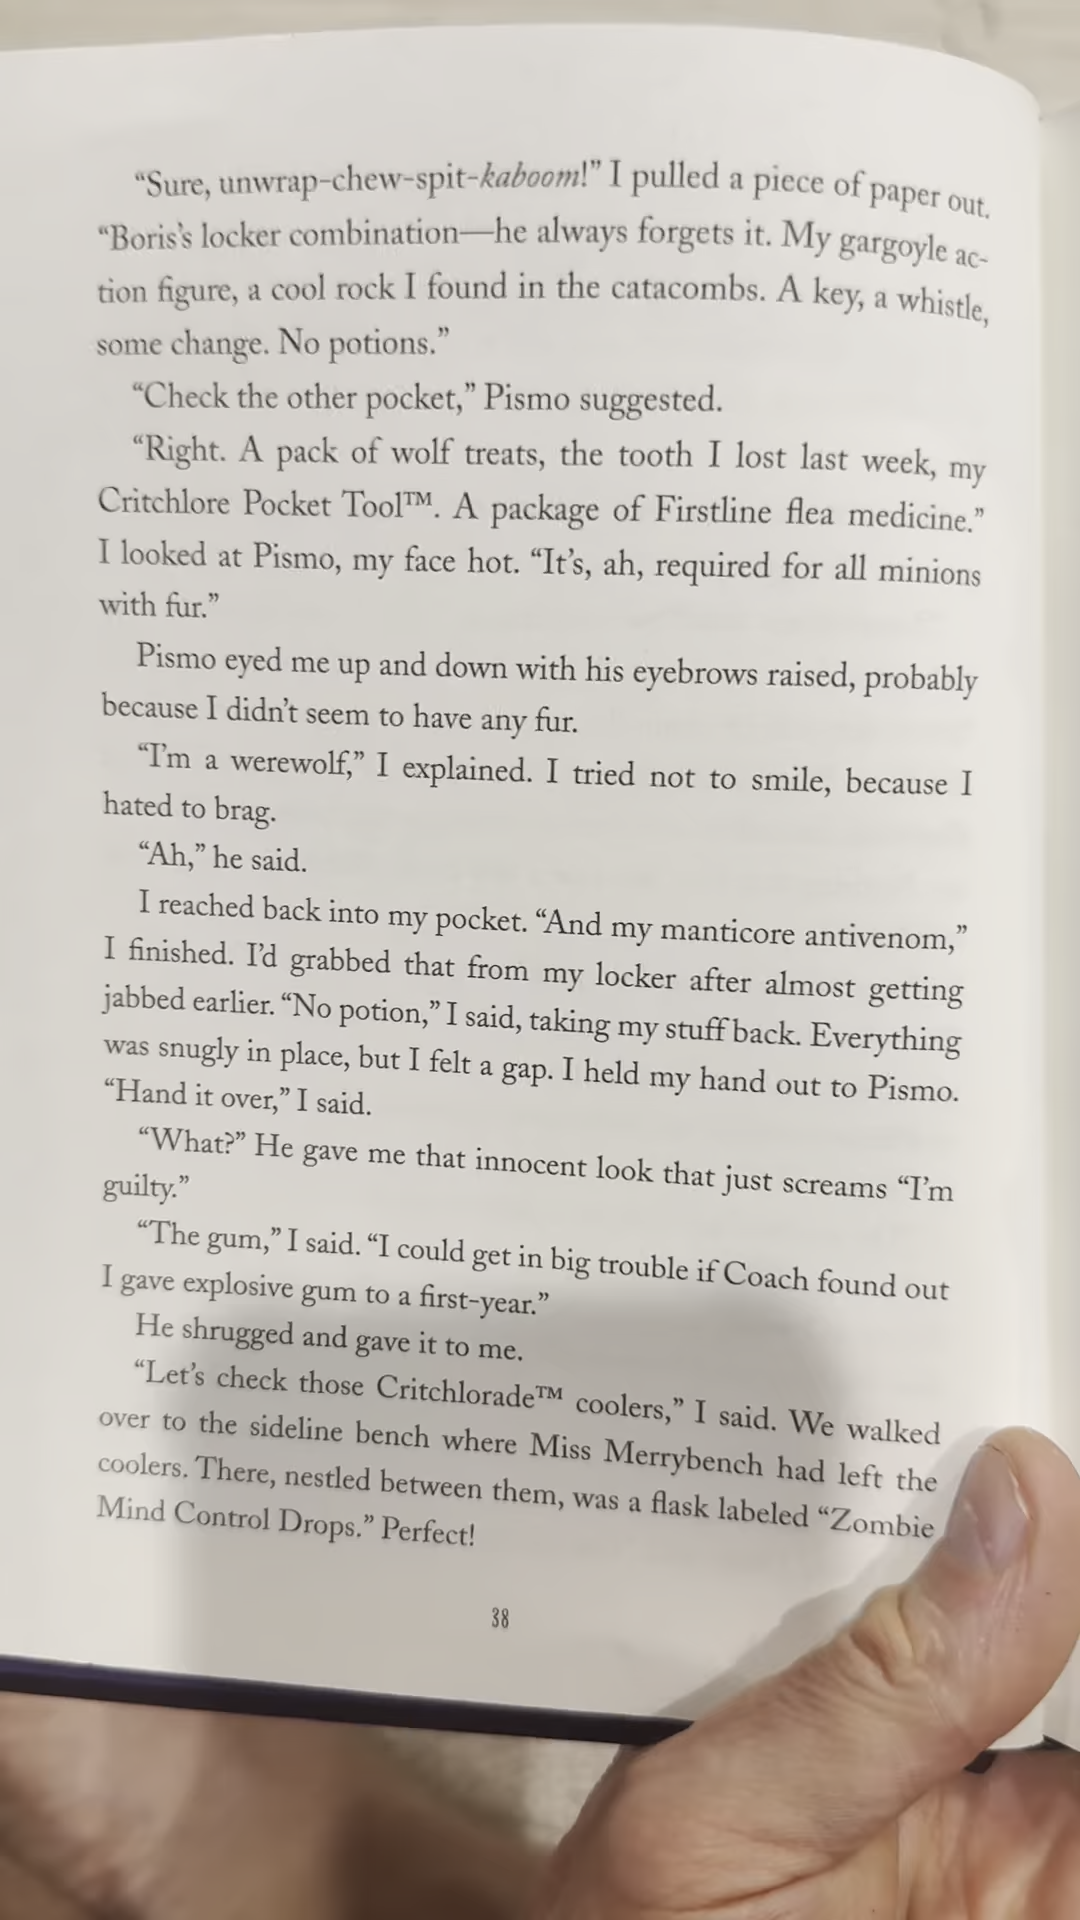 “Sure, unwrap-chew-spit-kaboom!” I pulled a piece of paper out.
“Boris’s locker combination—he always forgets it. My gargoyle ac-
tion figure, a cool rock I found in the catacombs. A key, a whistle,
some change. No potions.”
“Check the other pocket,” Pismo suggested.
“Right. A pack of wolf treats, the tooth I lost last week, my
Critchlore Pocket Tool™. A package of Firstline flea medicine.”
I looked at Pismo, my face hot. “It’s, ah, required for all minions
with fur.”
Pismo eyed me up and down with his eyebrows raised, probably
because I didn’t seem to have any fur.
“I’m a werewolf,” I explained. I tried not to smile, because I
hated to brag.
“Ah,” he said.
I reached back into my pocket. “And my manticore antivenom,”
I finished. I’d grabbed that from my locker after almost getting
jabbed earlier. “No potion,” I said, taking my stuff back. Everything
was snugly in place, but I felt a gap. I held my hand out to Pismo.
“Hand it over,” I said.
“What?” He gave me that innocent look that just screams “I’m
guilty.”
“The gum,” I said. “I could get in big trouble if Coach found out
I gave explosive gum to a first-year.”
He shrugged and gave it to me.
“Let’s check those Critchlorade™ coolers,” I said. We walked
over to the sideline bench where Miss Merrybench had left the
coolers. There, nestled between them, was a flask labeled “Zombie
Mind Control Drops.” Perfect!
38